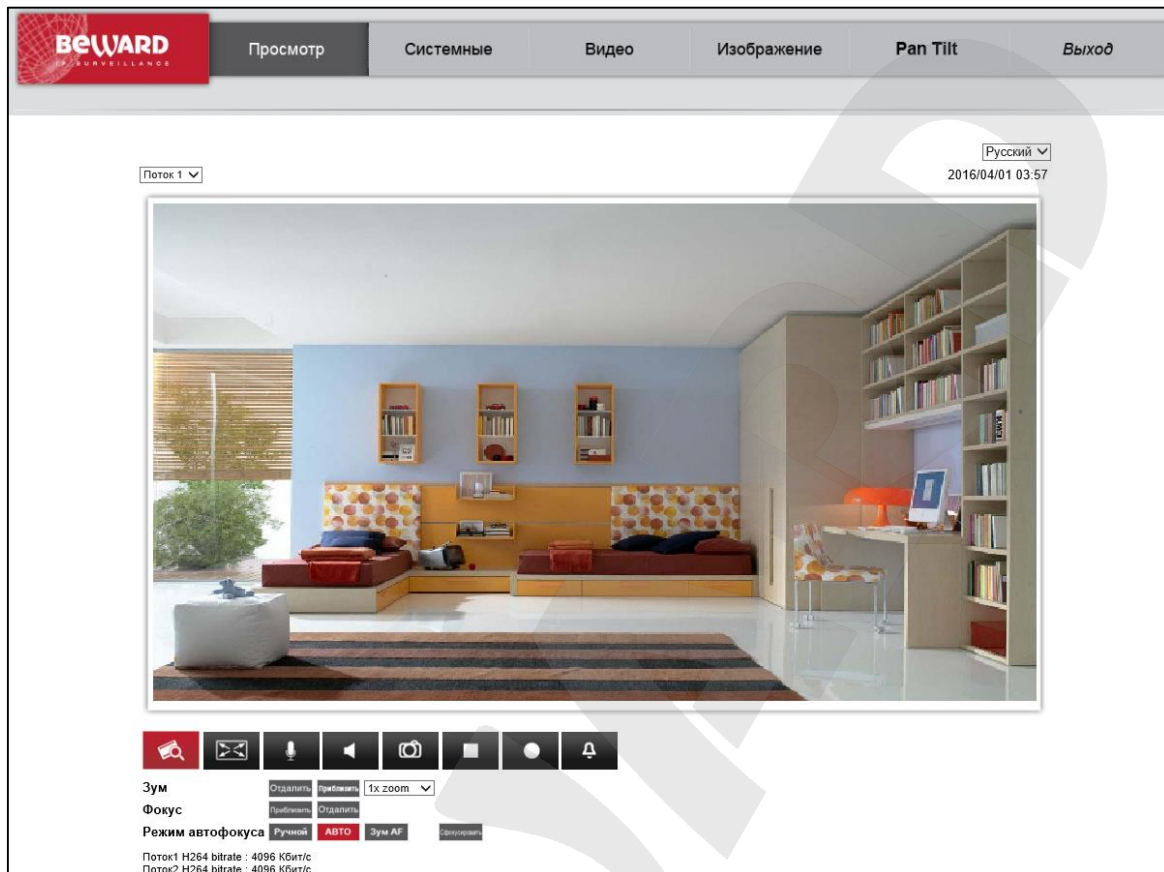 BEWARD
IP SURVEILLANCE
Просмотр Системные Видео Изображение Pan Tilt Выход
Русский
Поток 1 2016/04/01 03:57
Зум Отдалить Приблизить 1x zoom
Фокус Приблизить Отдалить
Режим автофокуса Ручной АВТО Зум AF Сфокусировать
Поток1 H264 bitrate : 4096 Кбит/с
Поток2 H264 bitrate : 4096 Кбит/с